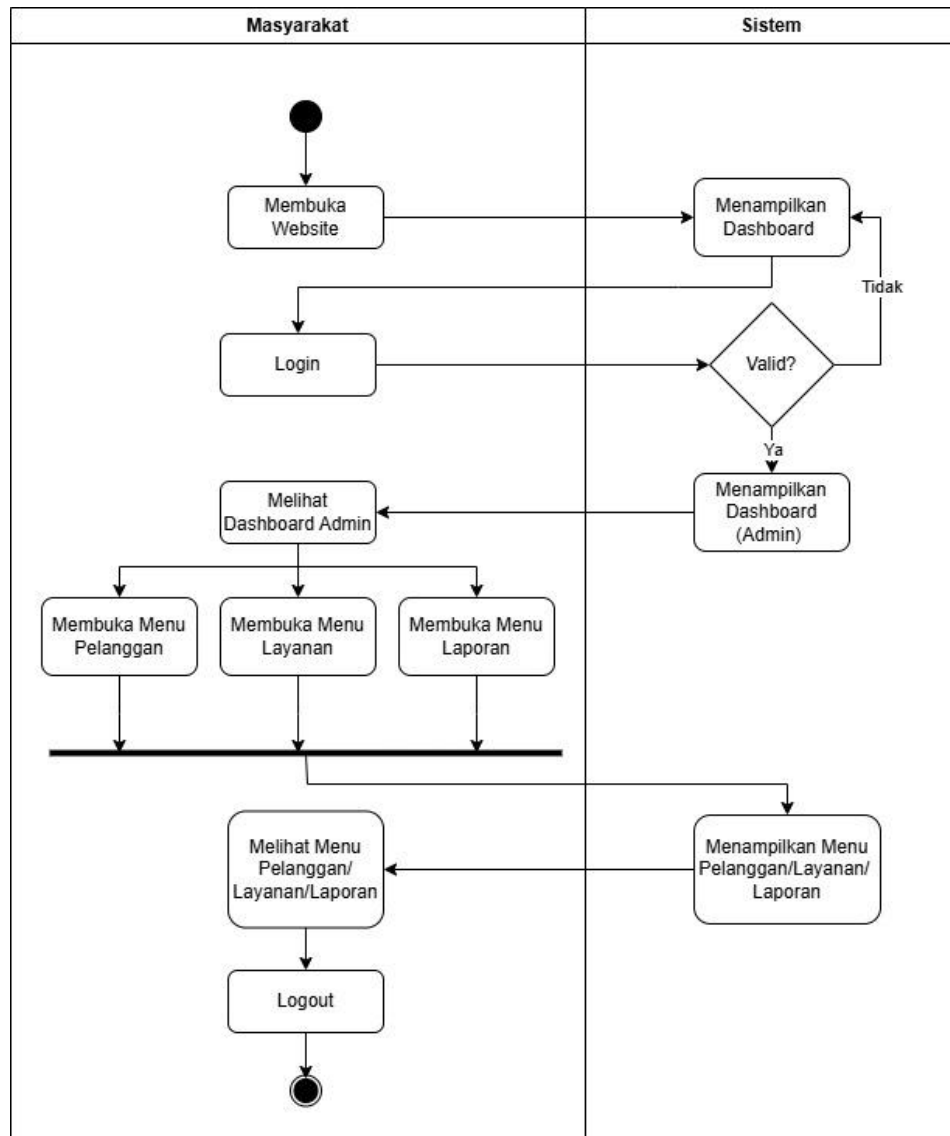 Masyarakat
Sistem
Membuka
Website
Menampilkan
Dashboard
Tidak
Login
Valid?
Ya
Melihat
Dashboard Admin
Menampilkan
Dashboard
(Admin)
Membuka Menu
Pelanggan
Membuka Menu
Layanan
Membuka Menu
Laporan
Melihat Menu
Pelanggan/
Layanan/Laporan
Menampilkan Menu
Pelanggan/Layanan/
Laporan
Logout